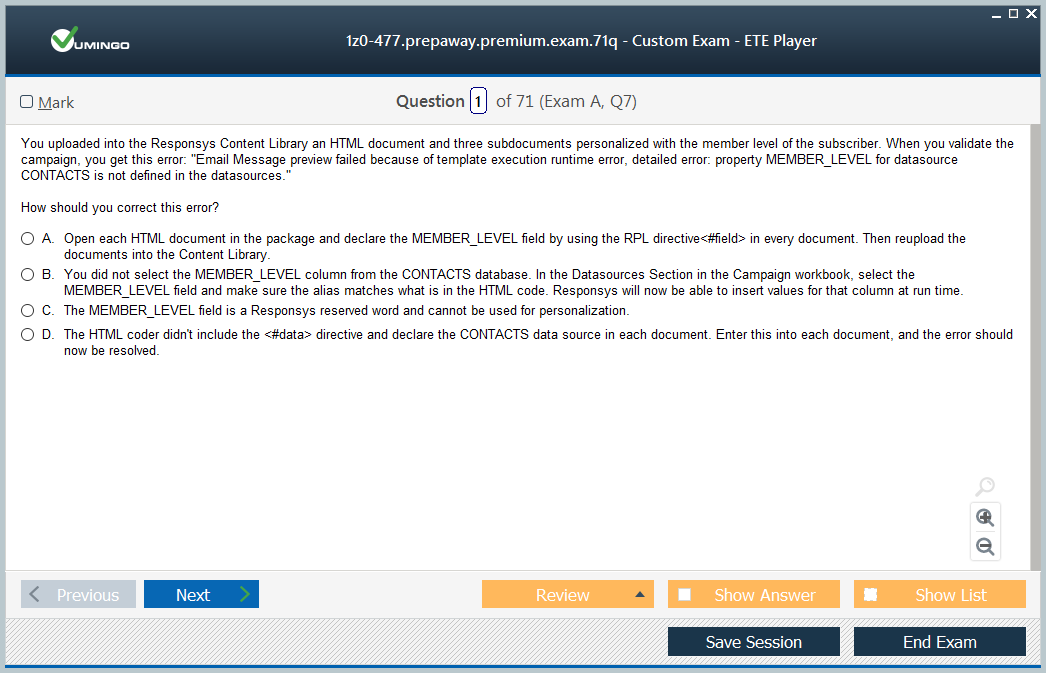 VUMINGO
1z0-477.prepaway.premium.exam.71q - Custom Exam - ETE Player
Mark
Question 1 of 71 (Exam A, Q7)
You uploaded into the Responsys Content Library an HTML document and three subdocuments personalized with the member level of the subscriber. When you validate the
campaign, you get this error: "Email Message preview failed because of template execution runtime error, detailed error: property MEMBER_LEVEL for datasource
CONTACTS is not defined in the datasources."
How should you correct this error?
A. Open each HTML document in the package and declare the MEMBER_LEVEL field by using the RPL directive<#field> in every document. Then reupload the
documents into the Content Library.
B. You did not select the MEMBER_LEVEL column from the CONTACTS database. In the Datasources Section in the Campaign workbook, select the
MEMBER_LEVEL field and make sure the alias matches what is in the HTML code. Responsys will now be able to insert values for that column at run time.
C. The MEMBER_LEVEL field is a Responsys reserved word and cannot be used for personalization.
D. The HTML coder didn't include the <#data> directive and declare the CONTACTS data source in each document. Enter this into each document, and the error should
now be resolved.
Previous
Next
Review
Show Answer
Show List
Save Session
End Exam